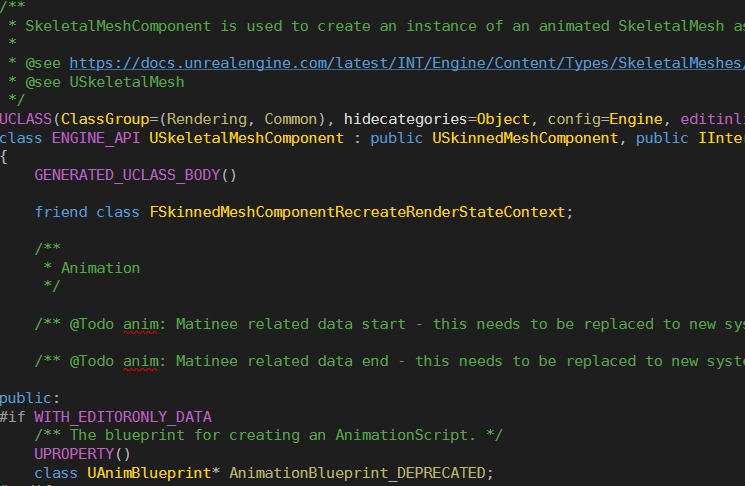 /**
 * SkeletalMeshComponent is used to create an instance of an animated SkeletalMesh
 *
 * @see https://docs.unrealengine.com/latest/INT/Engine/Content/Types/SkeletalMeshes/
 * @see USkeletalMesh
 */
UCLASS(ClassGroup=(Rendering, Common), hidecategories=Object, config=Engine, editinli
class ENGINE_API USkeletalMeshComponent : public USkinnedMeshComponent, public IInter
{
    GENERATED_UCLASS_BODY()
    friend class FSkinnedMeshComponentRecreateRenderStateContext;
    /**
     * Animation
     */
    /** @Todo anim: Matinee related data start - this needs to be replaced to new sys
    /** @Todo anim: Matinee related data end - this needs to be replaced to new syste
public:
#if WITH_EDITORONLY_DATA
    /** The blueprint for creating an AnimationScript. */
    UPROPERTY()
    class UAnimBlueprint* AnimationBlueprint_DEPRECATED;